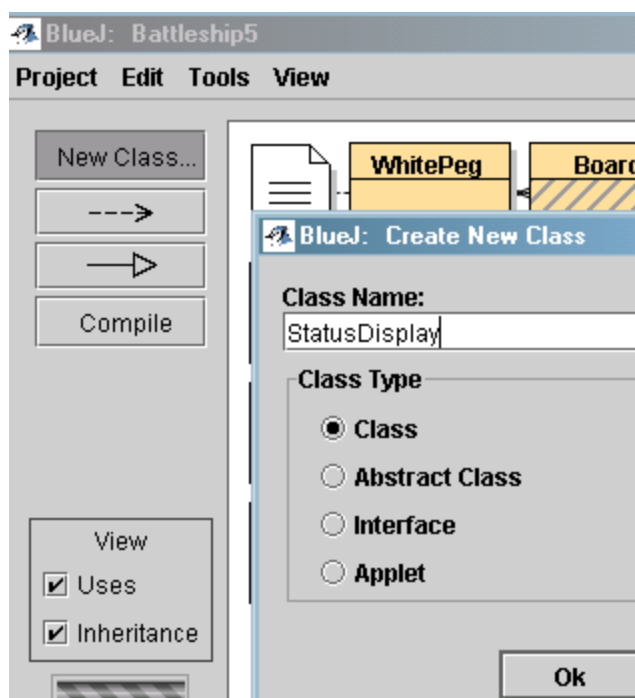 BlueJ: Battleship5
Project Edit Tools View
New Class...
WhitePeg
BlueJ: Create New Class
Class Name:
StatusDisplay
Compile
Class Type
Class
Abstract Class
Interface
Applet
View
Uses
Inheritance
Ok